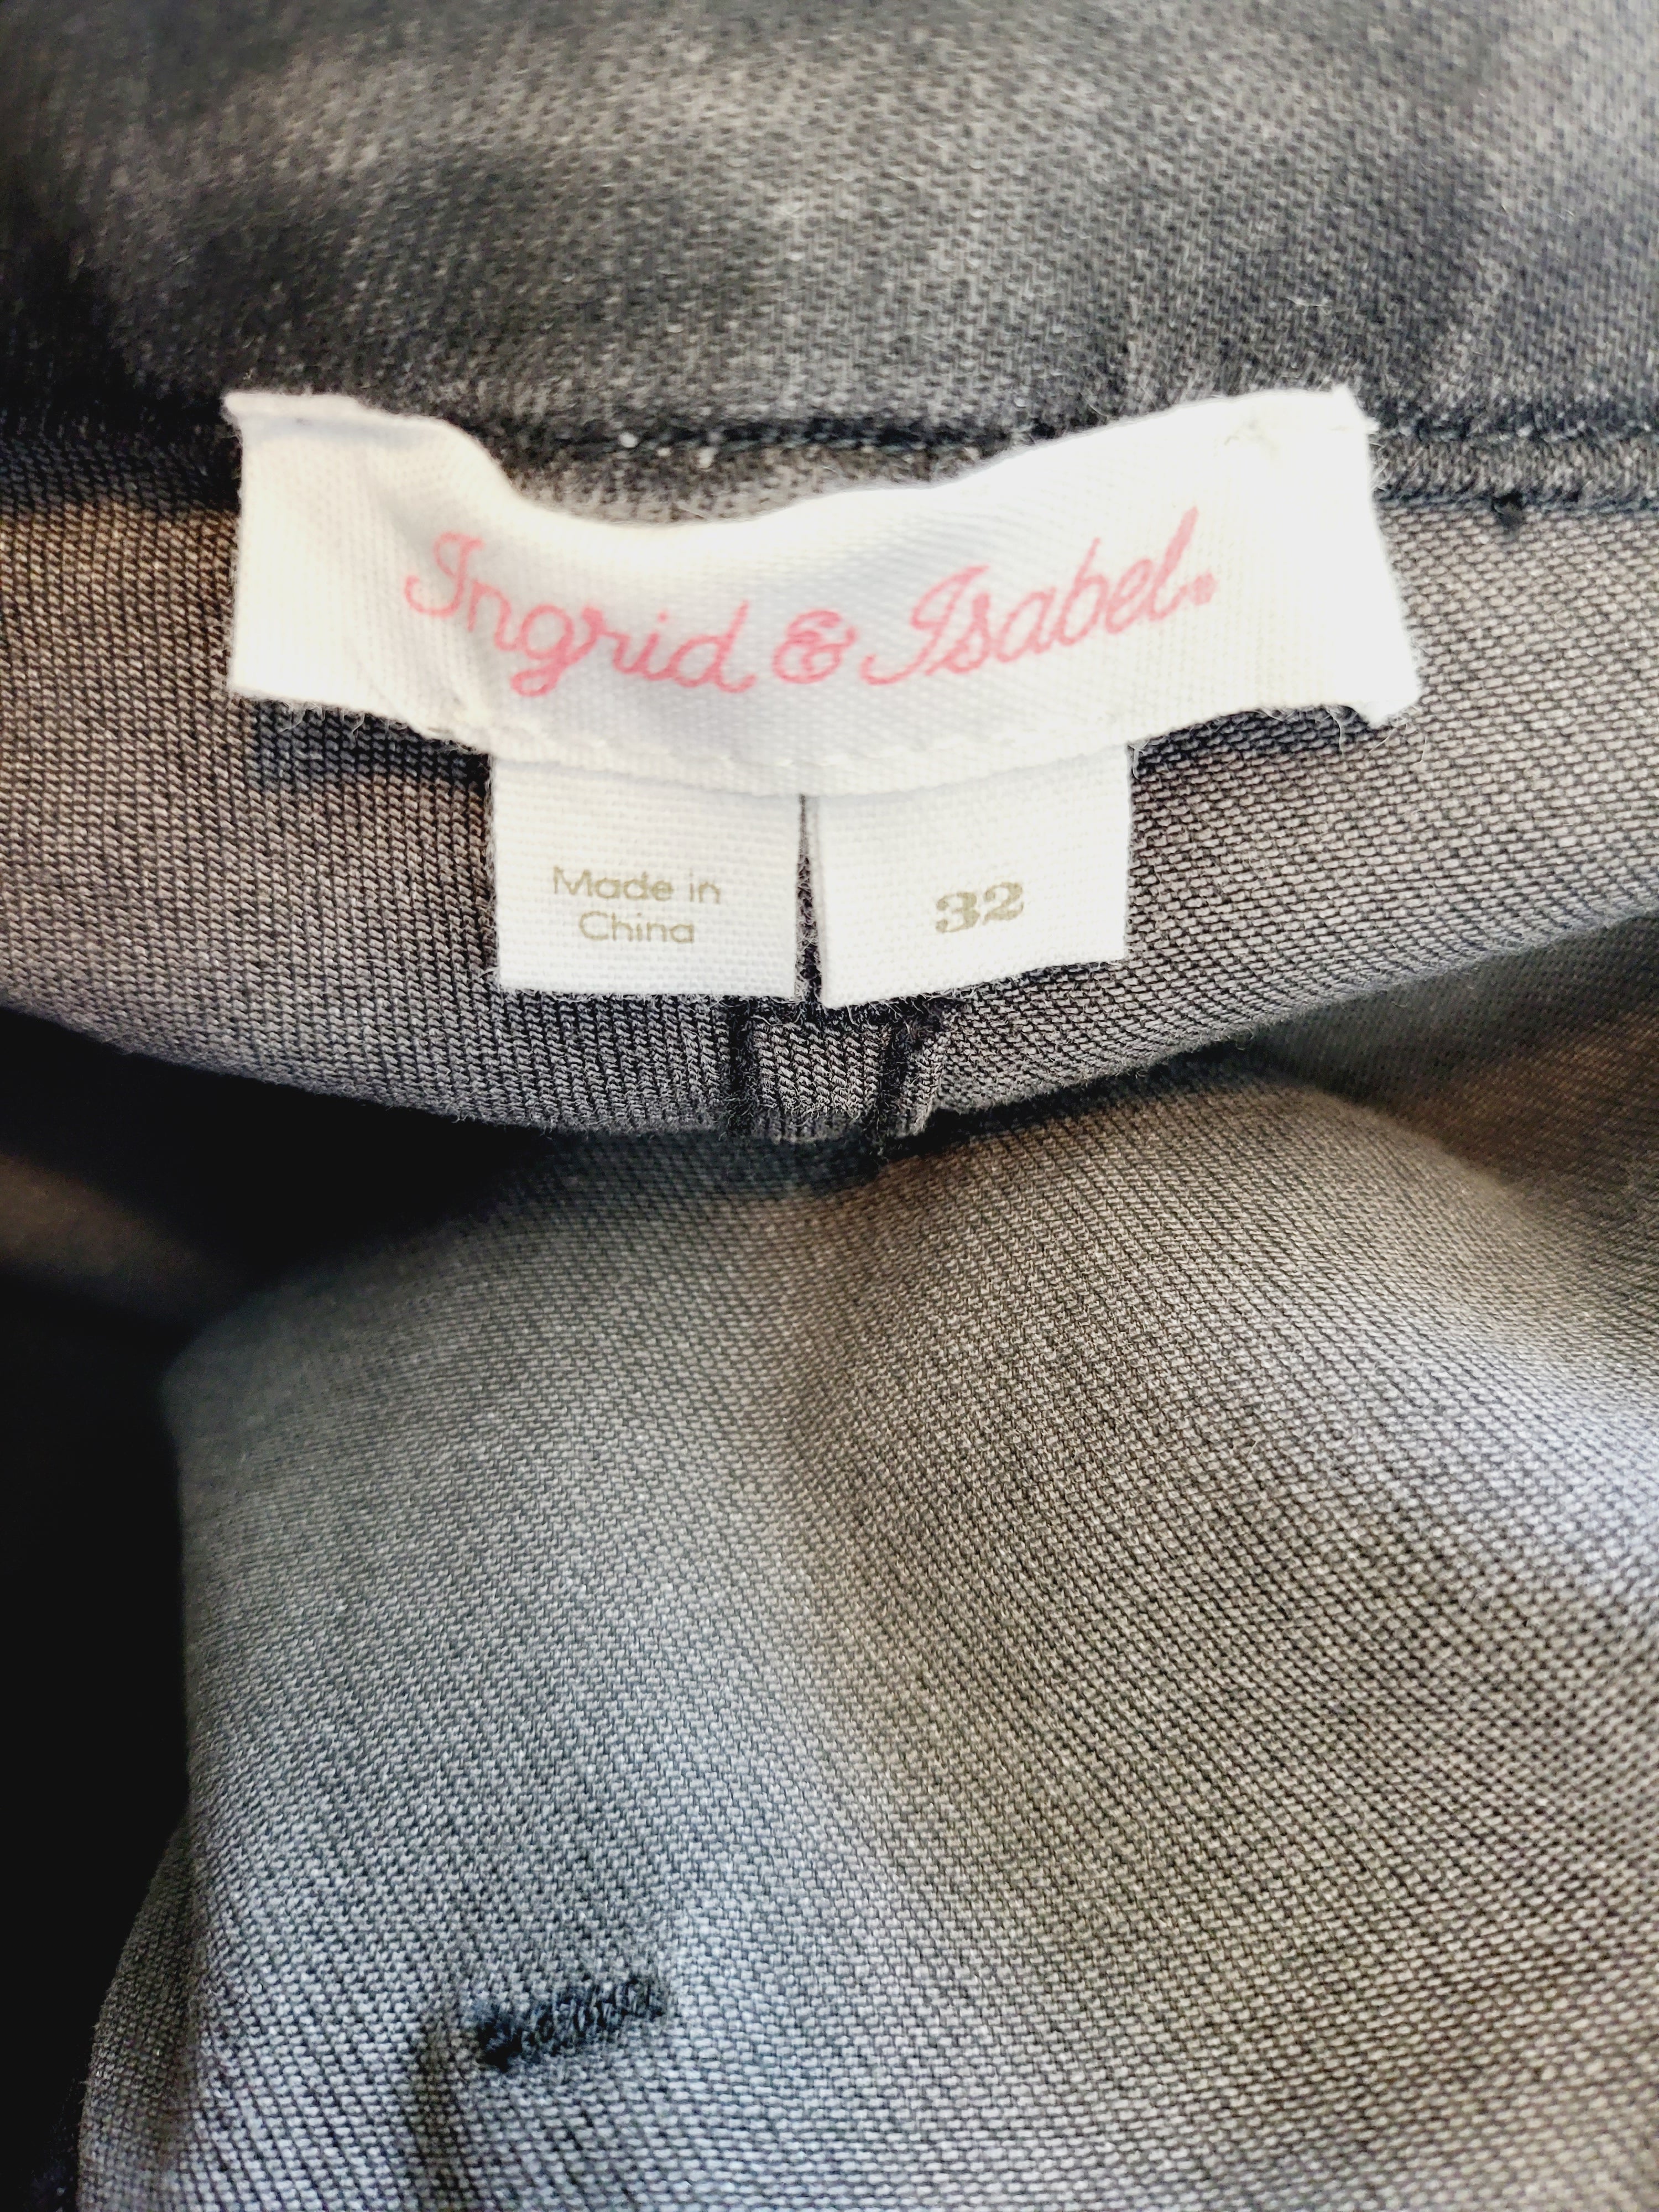 Ingrid & Isabel.
Made in
China
32